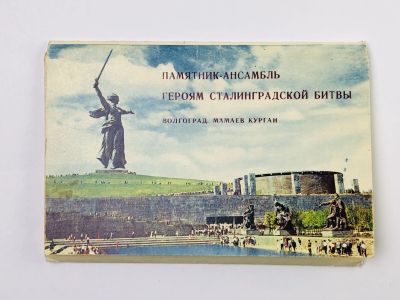 ПАМЯТНИК-АНСАМБЛЬ
ГЕРОЯМ СТАЛИНГРАДСКОЙ БИТВЫ
ВОЛГОГРАД. МАМАЕВ КУРГАН